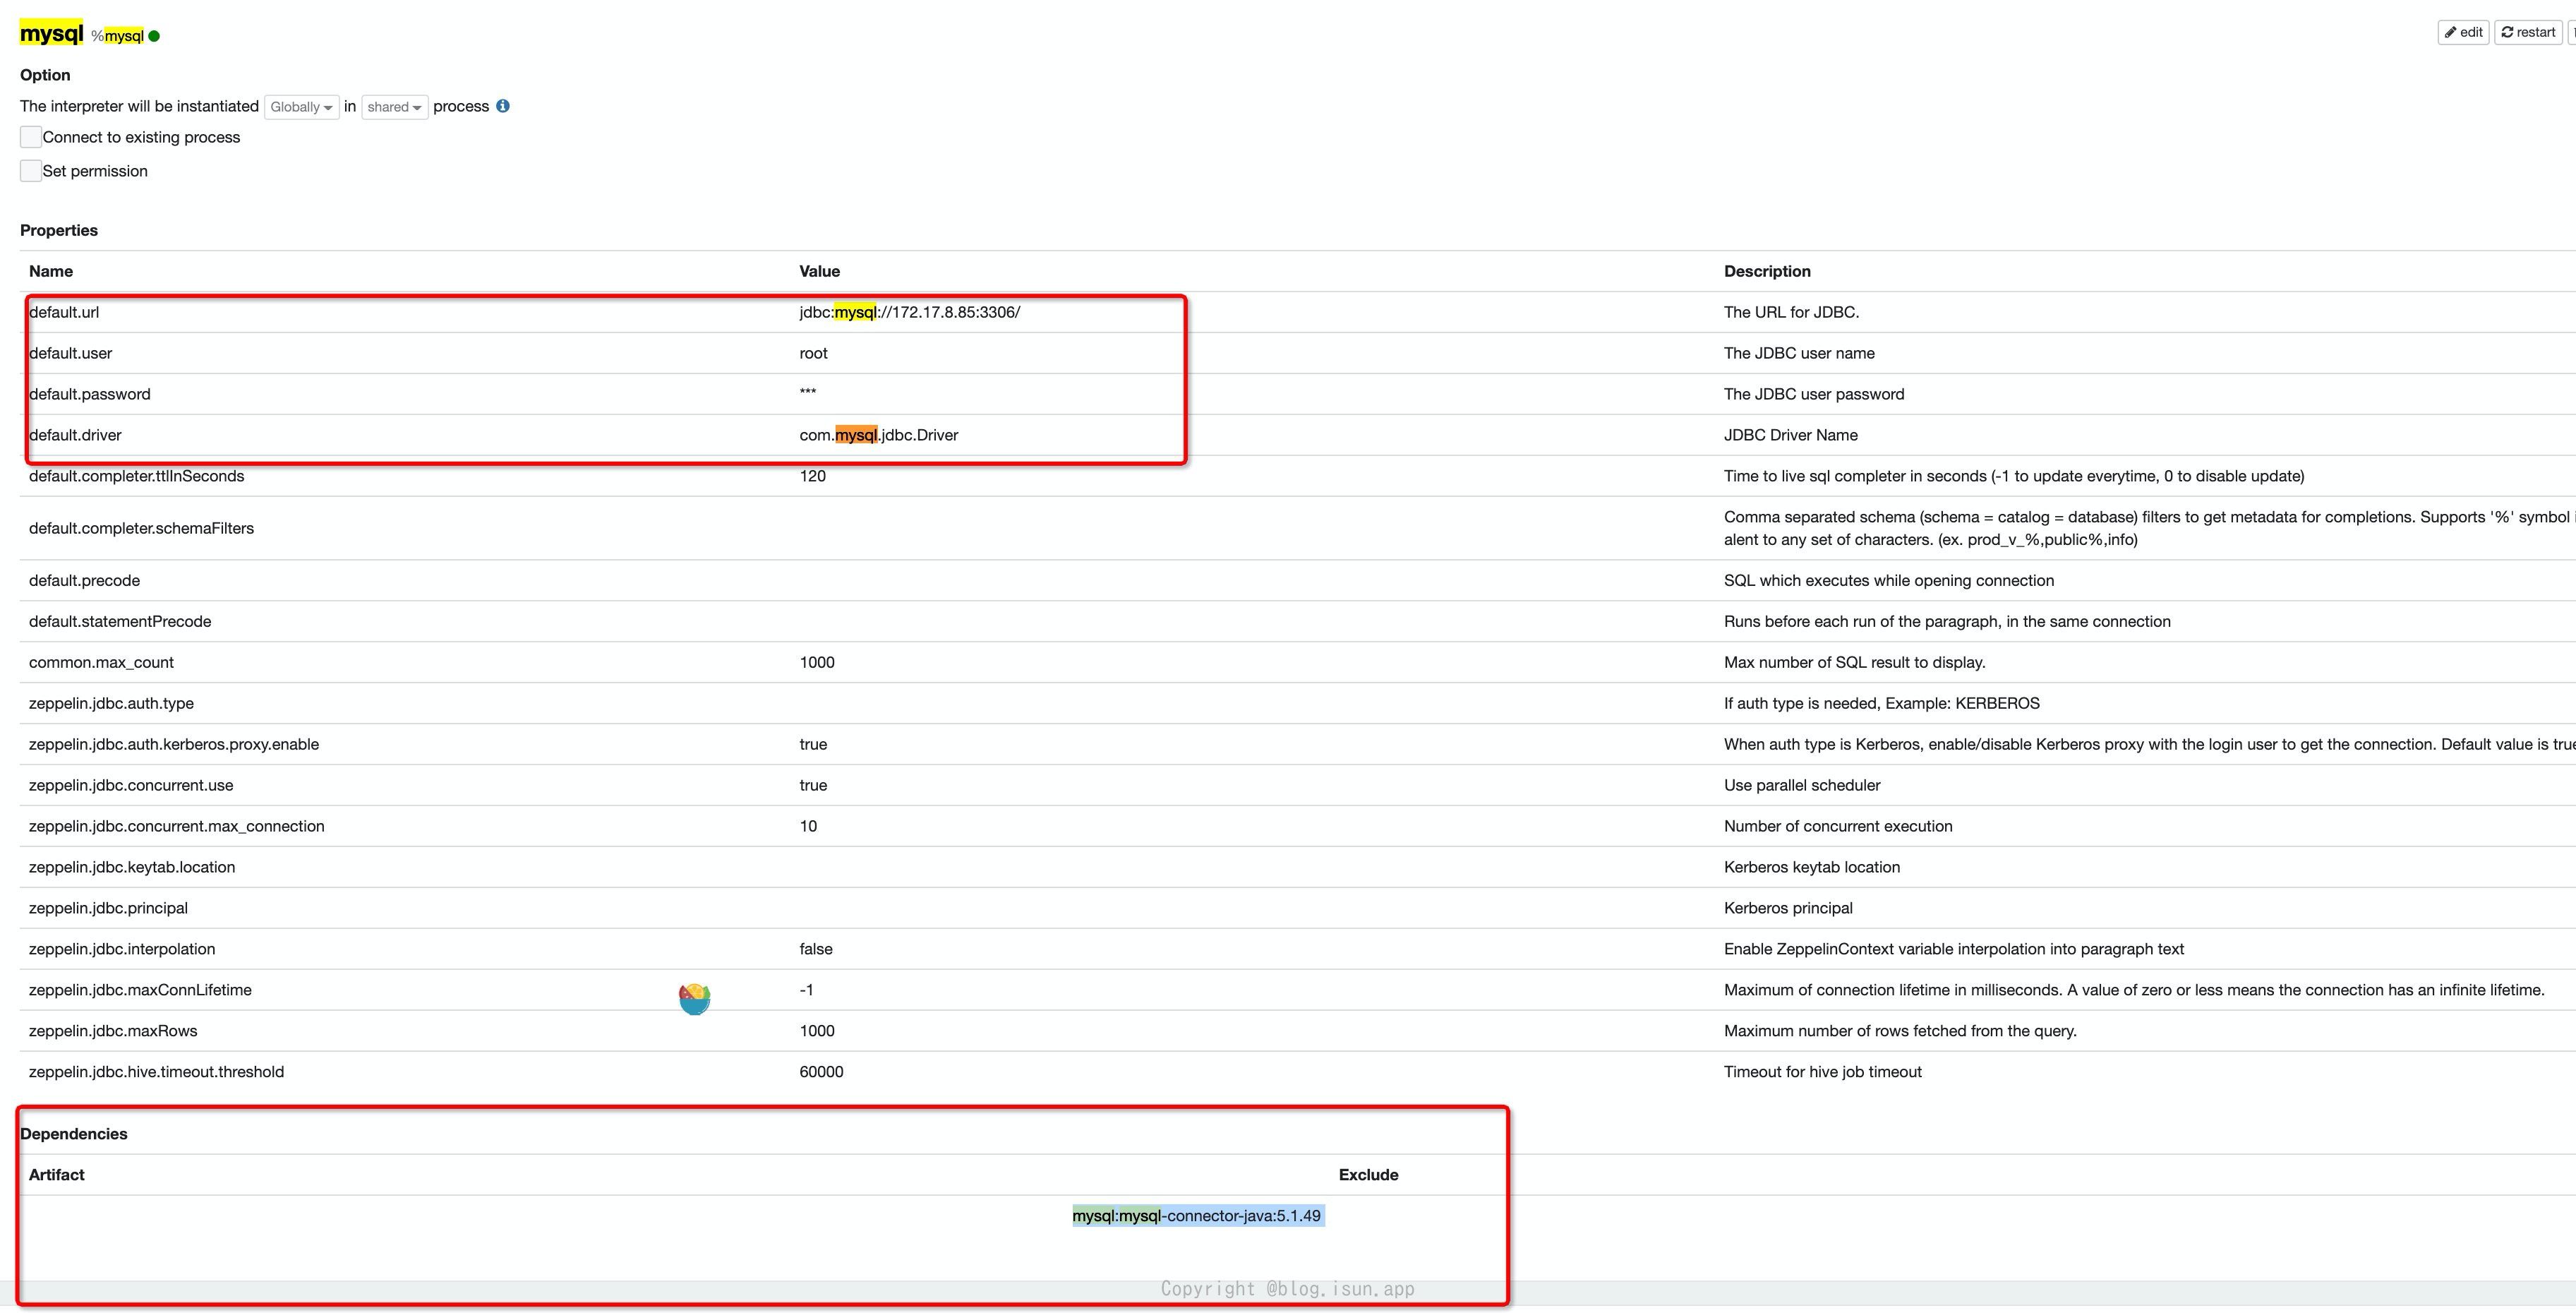 mysql %mysql
edit restart
Option
The interpreter will be instantiated Globally in shared process
Connect to existing process
Set permission
Properties
Name Value Description
default.url jdbc:mysql://172.17.8.85:3306/ The URL for JDBC.
default.user root The JDBC user name
default.password *** The JDBC user password
default.driver com.mysql.jdbc.Driver JDBC Driver Name
default.completer.ttlInSeconds 120 Time to live sql completer in seconds (-1 to update everytime, 0 to disable update)
default.completer.schemaFilters Comma separated schema (schema = catalog = database) filters to get metadata for completions. Supports '%' symbol
alent to any set of characters. (ex. prod_v_%,public%,info)
default.precode SQL which executes while opening connection
default.statementPrecode Runs before each run of the paragraph, in the same connection
common.max_count 1000 Max number of SQL result to display.
zeppelin.jdbc.auth.type If auth type is needed, Example: KERBEROS
zeppelin.jdbc.auth.kerberos.proxy.enable true When auth type is Kerberos, enable/disable Kerberos proxy with the login user to get the connection. Default value is true
zeppelin.jdbc.concurrent.use true Use parallel scheduler
zeppelin.jdbc.concurrent.max_connection 10 Number of concurrent execution
zeppelin.jdbc.keytab.location Kerberos keytab location
zeppelin.jdbc.principal Kerberos principal
zeppelin.jdbc.interpolation false Enable ZeppelinContext variable interpolation into paragraph text
zeppelin.jdbc.maxConnLifetime -1 Maximum of connection lifetime in milliseconds. A value of zero or less means the connection has an infinite lifetime.
zeppelin.jdbc.maxRows 1000 Maximum number of rows fetched from the query.
zeppelin.jdbc.hive.timeout.threshold 60000 Timeout for hive job timeout
Dependencies
Artifact Exclude
mysql:mysql-connector-java:5.1.49
Copyright @blog.isun.app